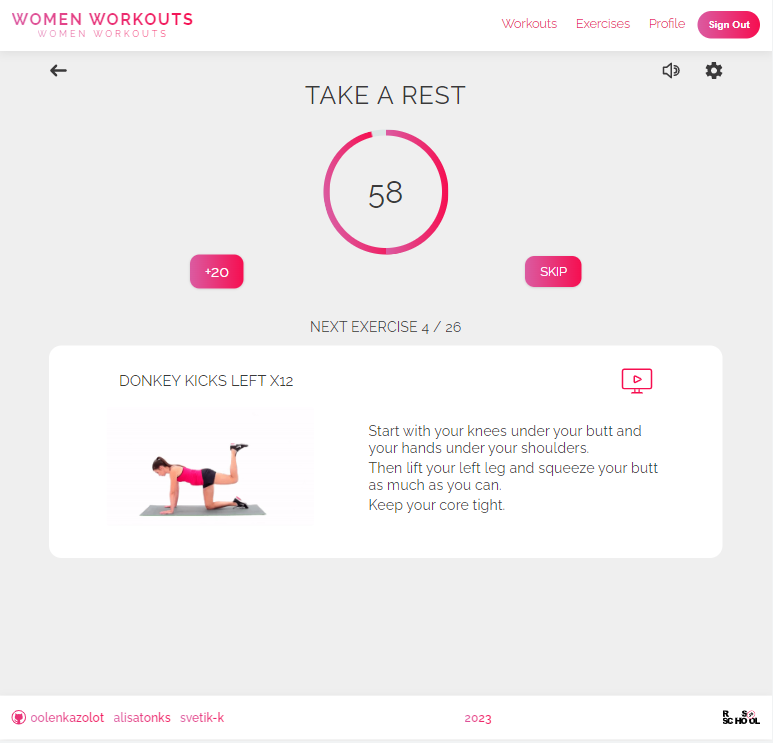 WOMEN WORKOUTS
WOMEN WORKOUTS
Workouts Exercises Profile Sign Out
TAKE A REST
58
+20
SKIP
NEXT EXERCISE 4 / 26
DONKEY KICKS LEFT X12
Start with your knees under your butt and
your hands under your shoulders.
Then lift your left leg and squeeze your butt
as much as you can.
Keep your core tight.
oolenkazolot alisatonks svetik-k
2023
RS
SCHOOL